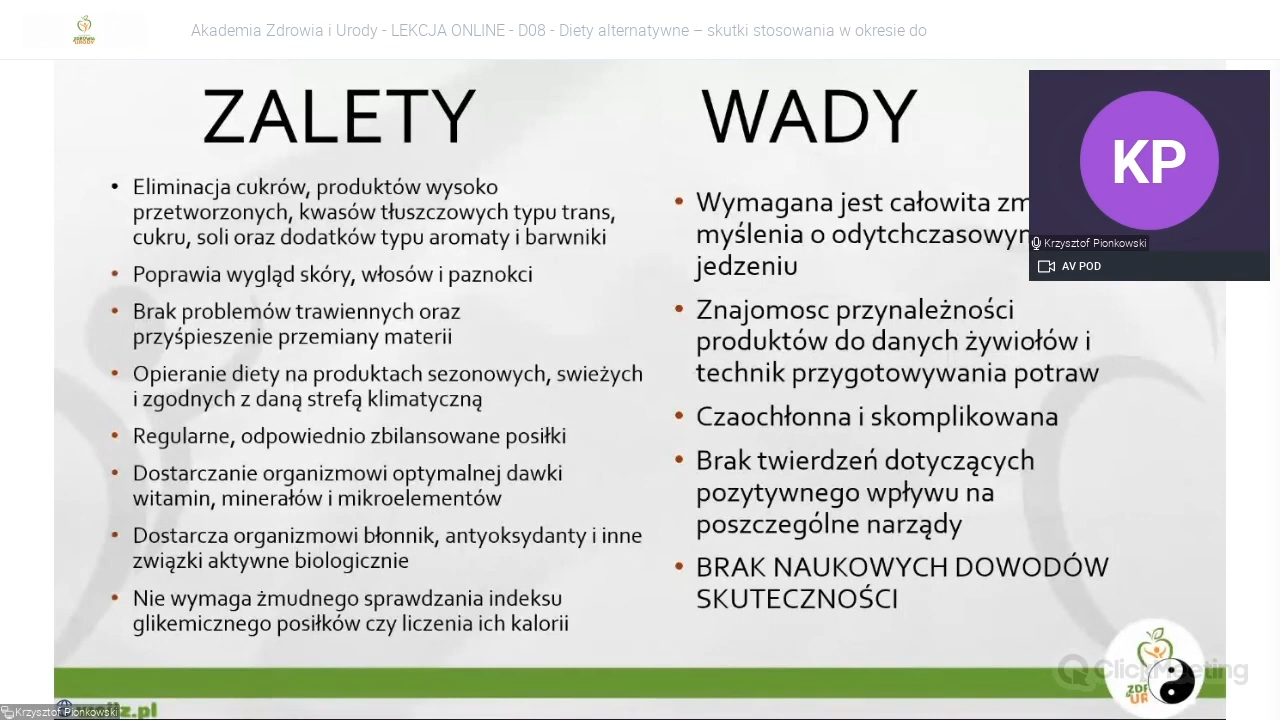 Akademia Zdrowia i Urody - LEKCJA ONLINE - D08 - Diety alternatywne – skutki stosowania w okresie do
ZALETY
• Eliminacja cukrów, produktów wysoko
przetworzonych, kwasów tłuszczowych typu trans,
cukru, soli oraz dodatków typu aromaty i barwniki
• Poprawia wygląd skóry, włosów i paznokci
• Brak problemów trawiennych oraz
przyśpieszenie przemiany materii
• Opieranie diety na produktach sezonowych, swieżych
i zgodnych z daną strefą klimatyczną
• Regularne, odpowiednio zbilansowane posiłki
• Dostarczanie organizmowi optymalnej dawki
witamin, minerałów i mikroelementów
• Dostarcza organizmowi błonnik, antyoksydanty i inne
związki aktywne biologicznie
• Nie wymaga żmudnego sprawdzania indeksu
glikemicznego posiłków czy liczenia ich kalorii
WADY
• Wymagana jest całowita zm
myślenia o odytchczasowym
jedzeniu
• Znajomosc przynależności
produktów do danych żywiołów i
technik przygotowywania potraw
• Czaochłonna i skomplikowana
• Brak twierdzeń dotyczących
pozytywnego wpływu na
poszczególne narządy
• BRAK NAUKOWYCH DOWODÓW
SKUTECZNOŚCI
KP
Krzysztof Pionkowski
AV POD
ClickMeeting
Krzysztof Pionkowski